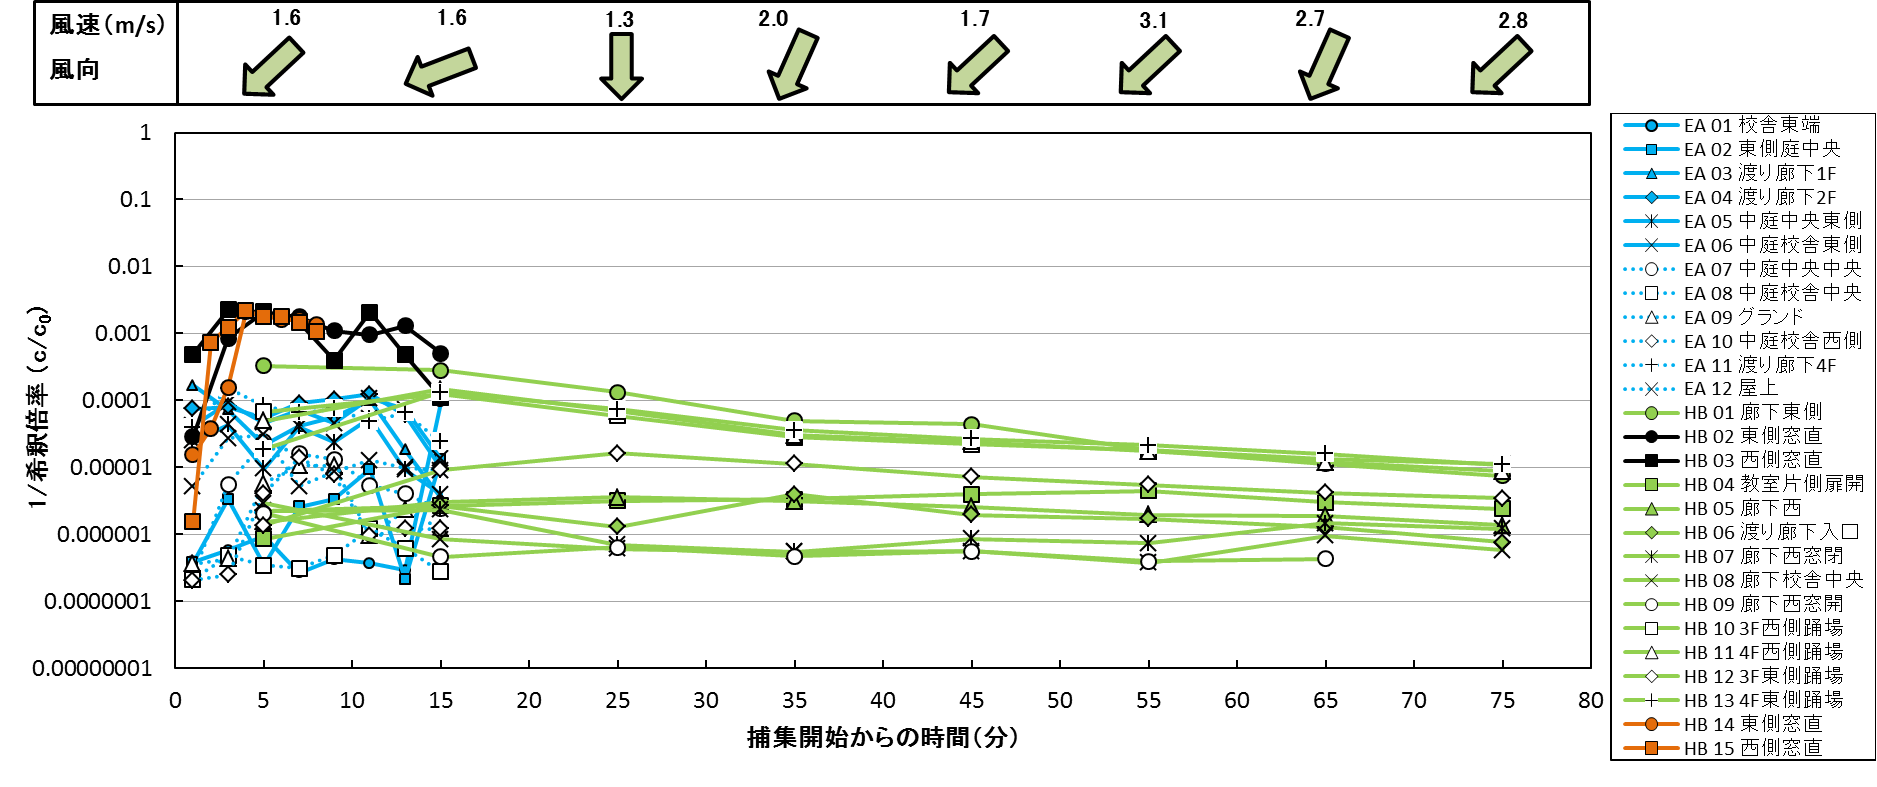 風速（m/s） 1.6 1.6 1.3 2.0 1.7 3.1 2.7 2.8
風向
1
0.1
0.01
0.001
0.0001
0.00001
0.000001
0.0000001
0.00000001
1/希釈倍率 (c/c0)
0 5 10 15 20 25 30 35 40 45 50 55 60 65 70 75 80
捕集開始からの時間（分）
EA 01 校舎東端
EA 02 東側庭中央
EA 03 渡り廊下1F
EA 04 渡り廊下2F
EA 05 中庭中央東側
EA 06 中庭校舎東側
EA 07 中庭中央中央
EA 08 中庭校舎中央
EA 09 グランド
EA 10 中庭校舎西側
EA 11 渡り廊下4F
EA 12 屋上
HB 01 廊下東側
HB 02 東側窓直
HB 03 西側窓直
HB 04 教室片側扉開
HB 05 廊下西
HB 06 渡り廊下入口
HB 07 廊下西窓閉
HB 08 廊下校舎中央
HB 09 廊下西窓開
HB 10 3F西側踊場
HB 11 4F西側踊場
HB 12 3F東側踊場
HB 13 4F東側踊場
HB 14 東側窓直
HB 15 西側窓直